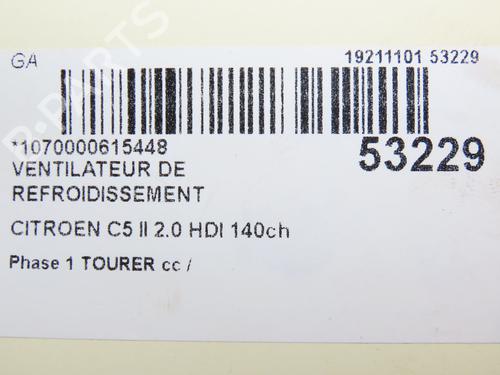 GA 19211101 53229
*1070000615448 53229
VENTILATEUR DE
REFROIDISSEMENT
CITROEN C5 II 2.0 HDI 140ch
Phase 1 TOURER cc /
B-PARTS